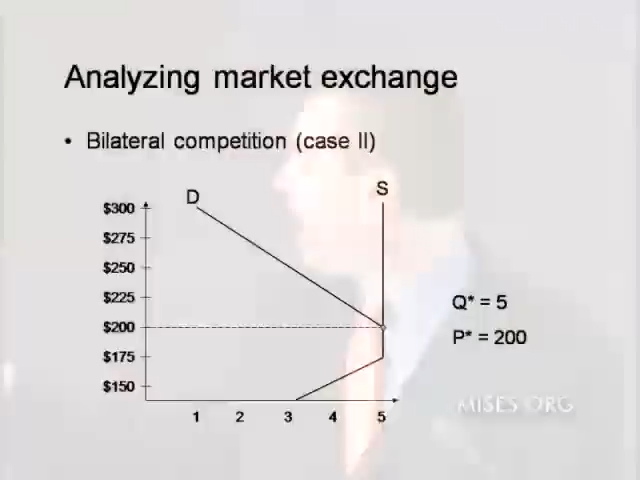 Analyzing market exchange
• Bilateral competition (case II)
D
S
$300
$275
$250
$225
$200
$175
$150
1 2 3 4 5
Q* = 5
P* = 200
MISES.ORG